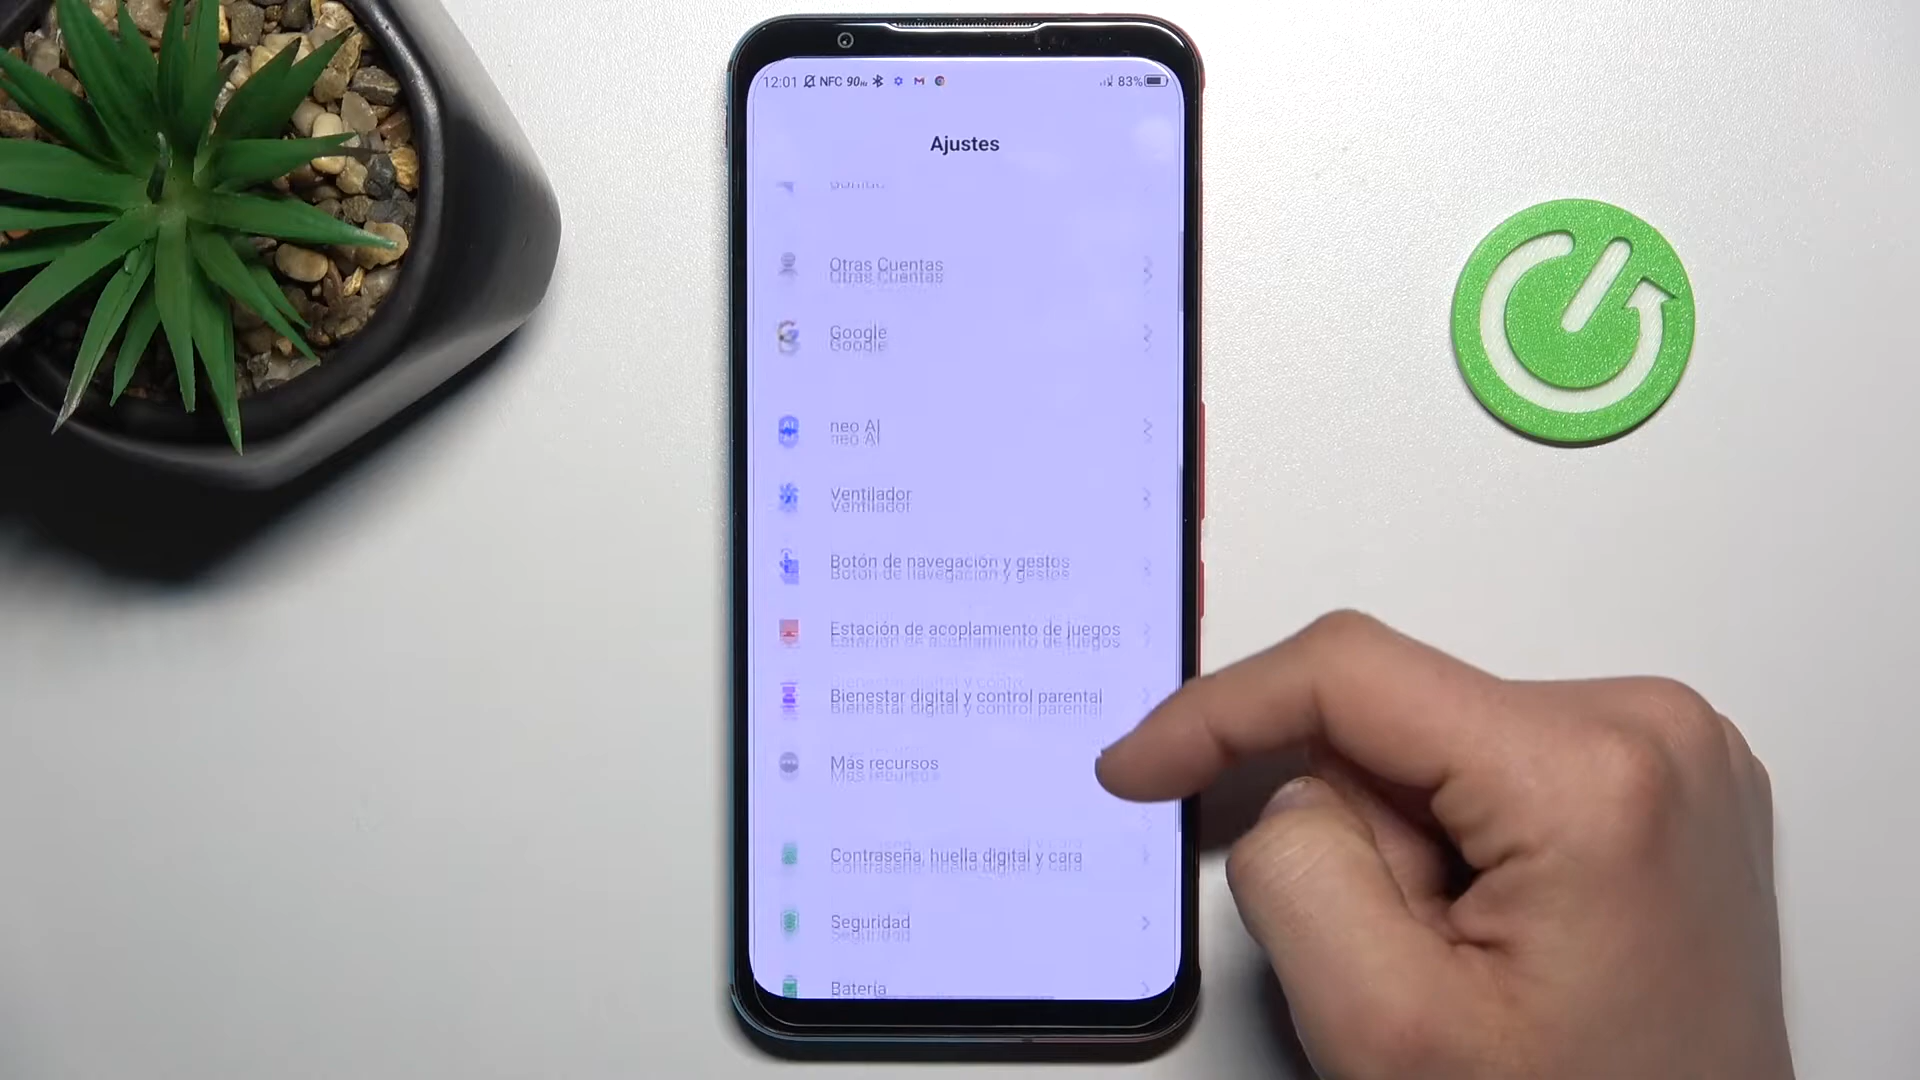 12:01 NFC 90Hz 83%
Ajustes
Otras Cuentas
Google
neo AI
Ventilador
Botón de navegación y gestos
Estación de acoplamiento de juegos
Bienestar digital y control parental
Más recursos
Contraseña, huella digital y cara
Seguridad
Batería